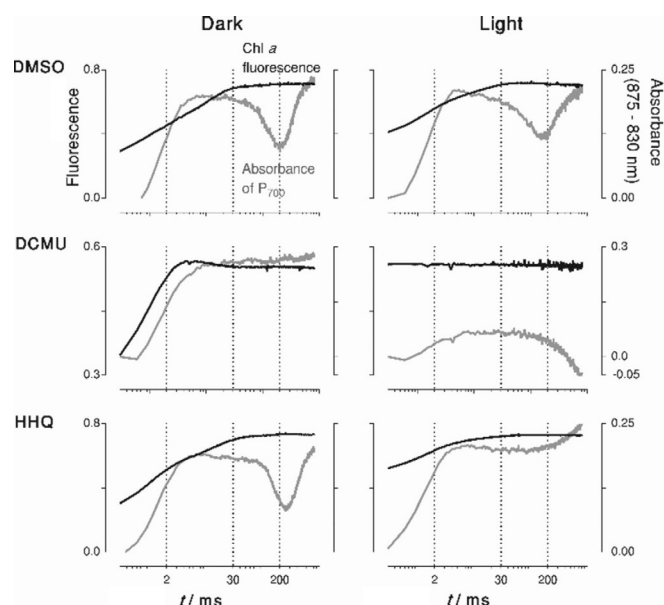 Dark
Light
DMSO
0.8
0.0
Fluorescence
Chl a
fluorescence
Absorbance
of P700
0.25
0.00
Absorbance
(875 - 830 nm)
DCMU
0.6
0.3
0.3
0.0
-0.05
HHQ
0.8
0.0
0.25
0.00
2
30
200
2
30
200
t / ms
t / ms